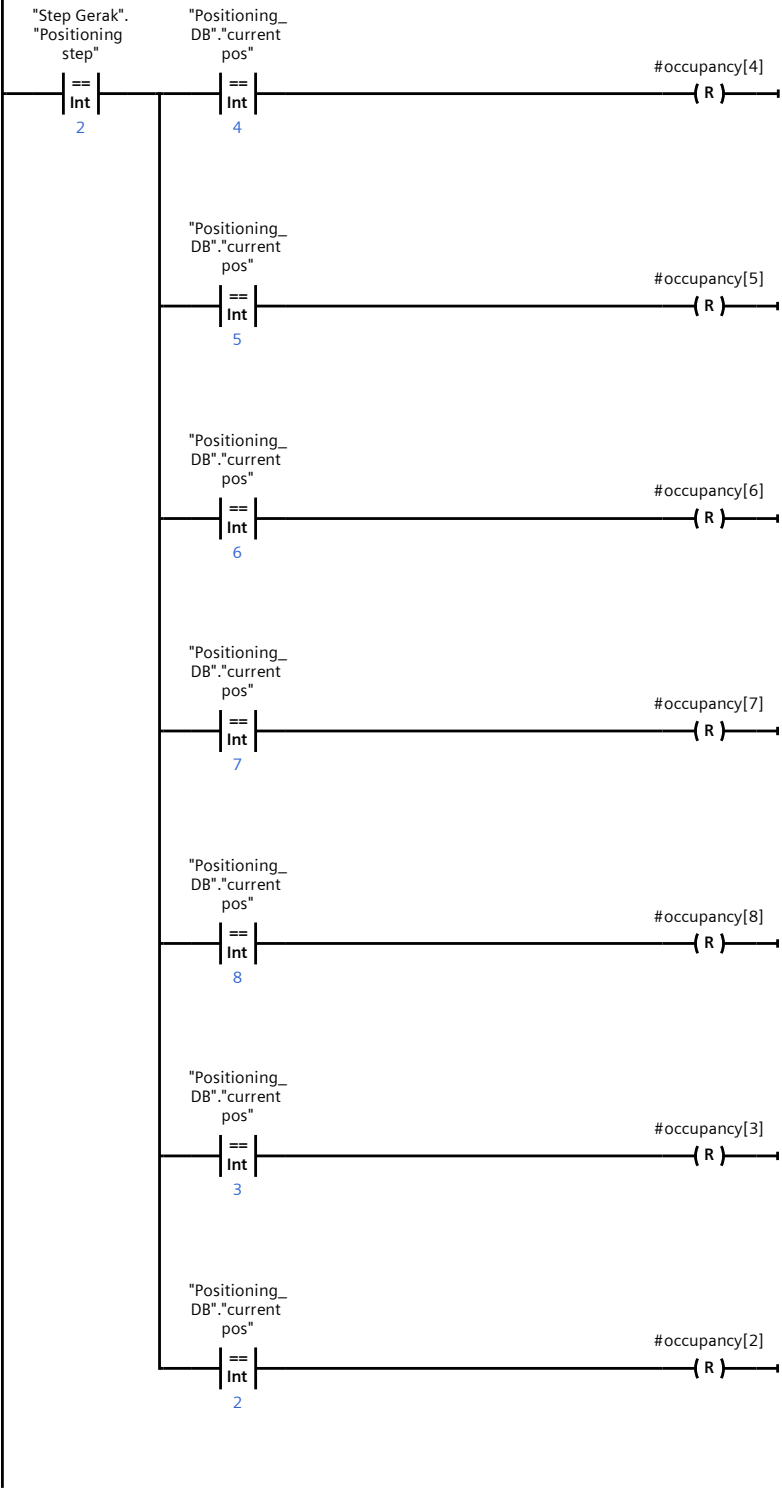 "Step Gerak".
"Positioning
step"
==
Int
2
"Positioning_
DB"."current
pos"
==
Int
4
#occupancy[4]
( R )
"Positioning_
DB"."current
pos"
==
Int
5
#occupancy[5]
( R )
"Positioning_
DB"."current
pos"
==
Int
6
#occupancy[6]
( R )
"Positioning_
DB"."current
pos"
==
Int
7
#occupancy[7]
( R )
"Positioning_
DB"."current
pos"
==
Int
8
#occupancy[8]
( R )
"Positioning_
DB"."current
pos"
==
Int
3
#occupancy[3]
( R )
"Positioning_
DB"."current
pos"
==
Int
2
#occupancy[2]
( R )